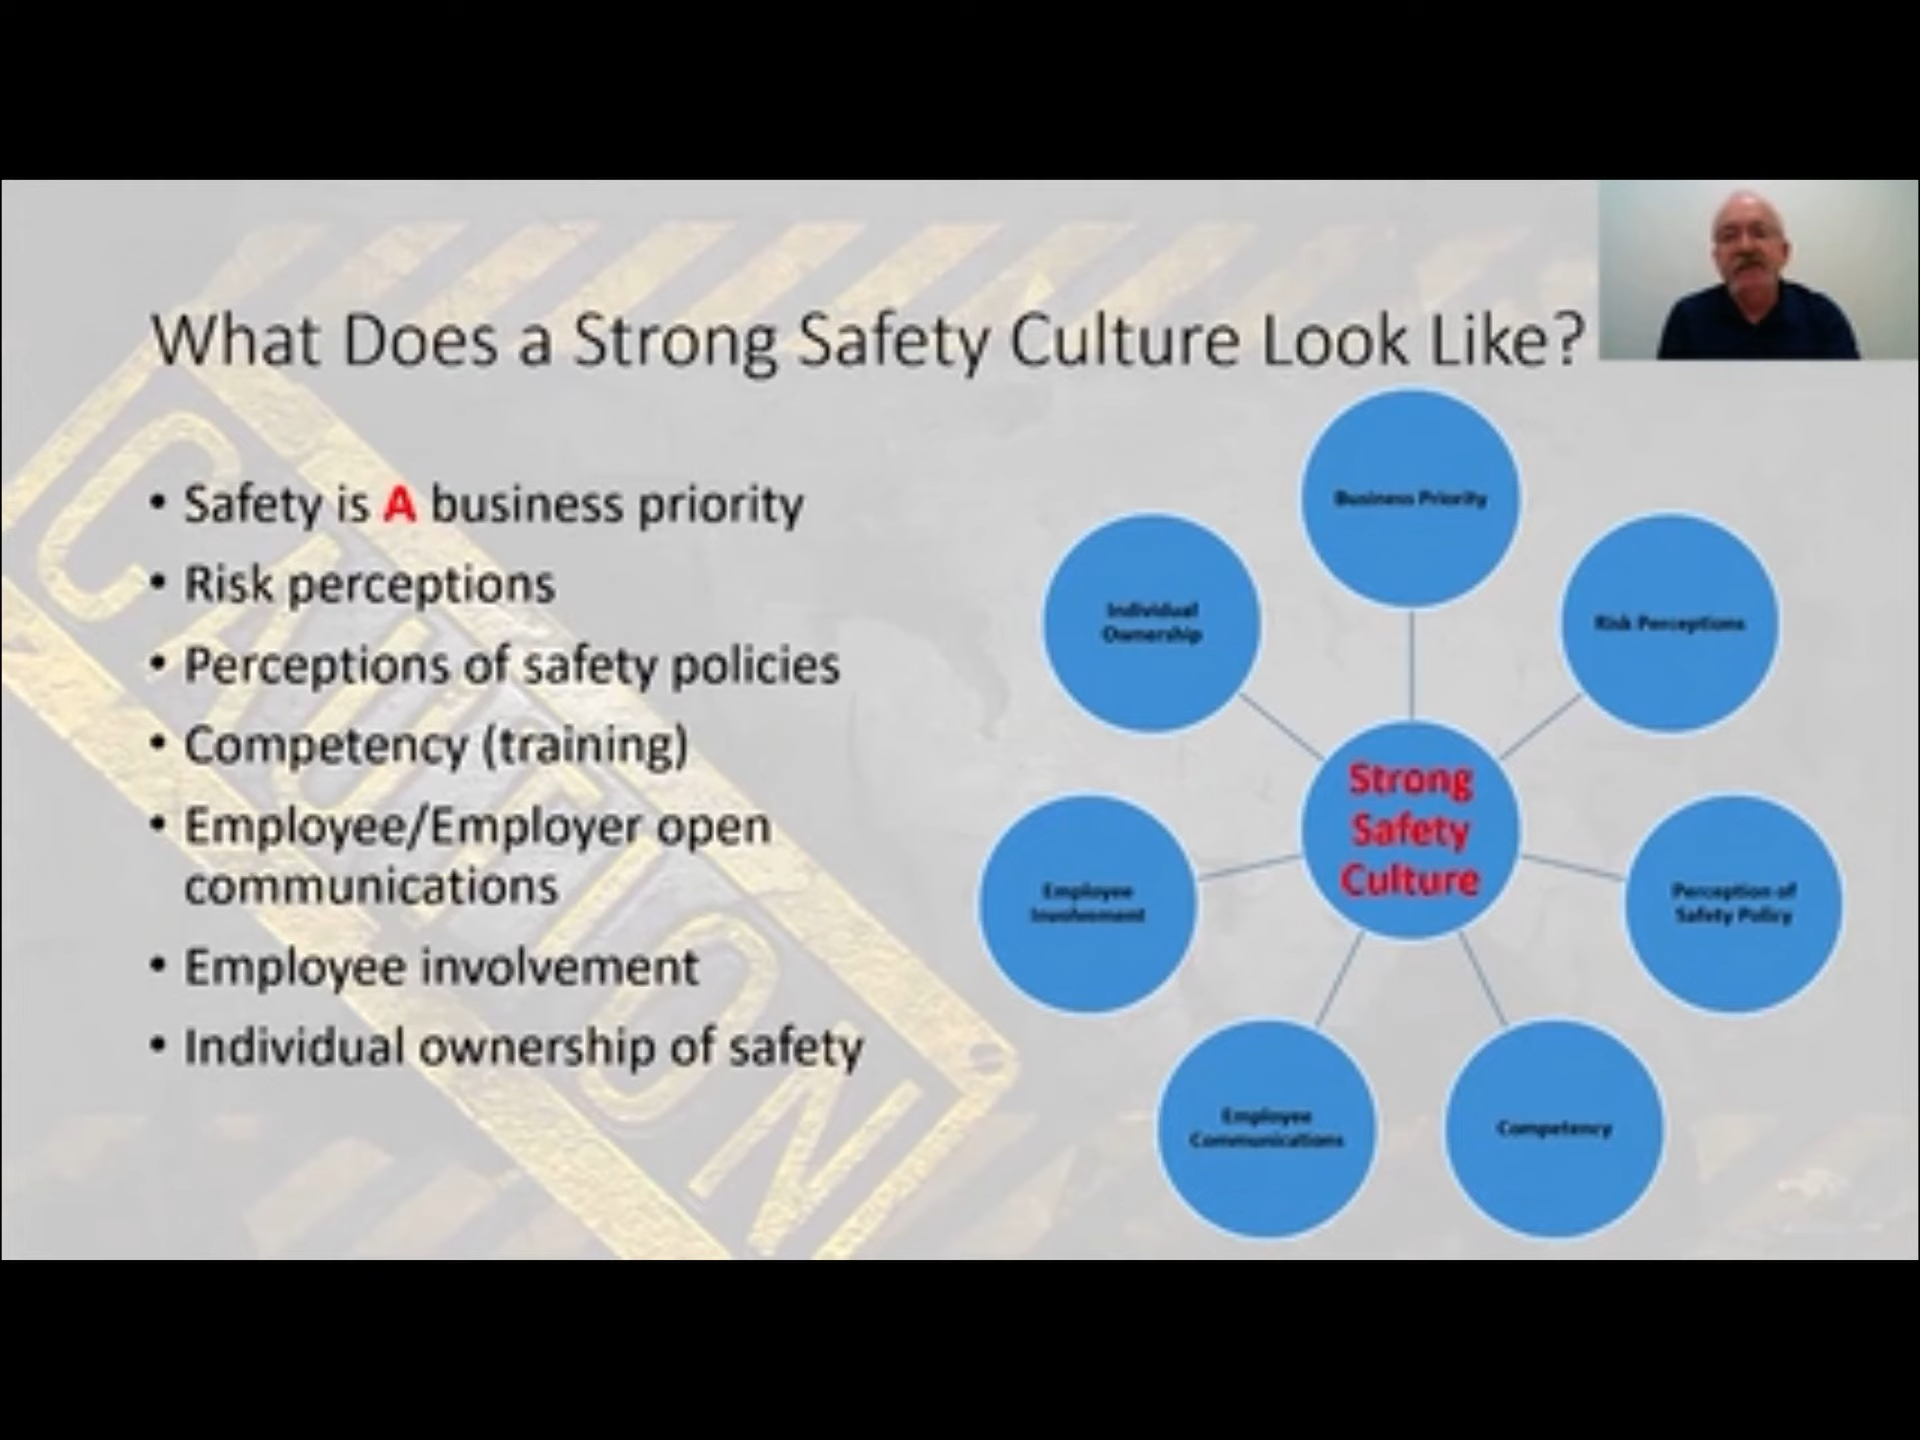 What Does a Strong Safety Culture Look Like?
• Safety is A business priority
• Risk perceptions
• Perceptions of safety policies
• Competency (training)
• Employee/Employer open
communications
• Employee involvement
• Individual ownership of safety
Business Priority
Risk Perceptions
Perception of
Safety Policy
Competency
Employee
Communications
Employee
Involvement
Individual
Ownership
Strong
Safety
Culture
CAUTION